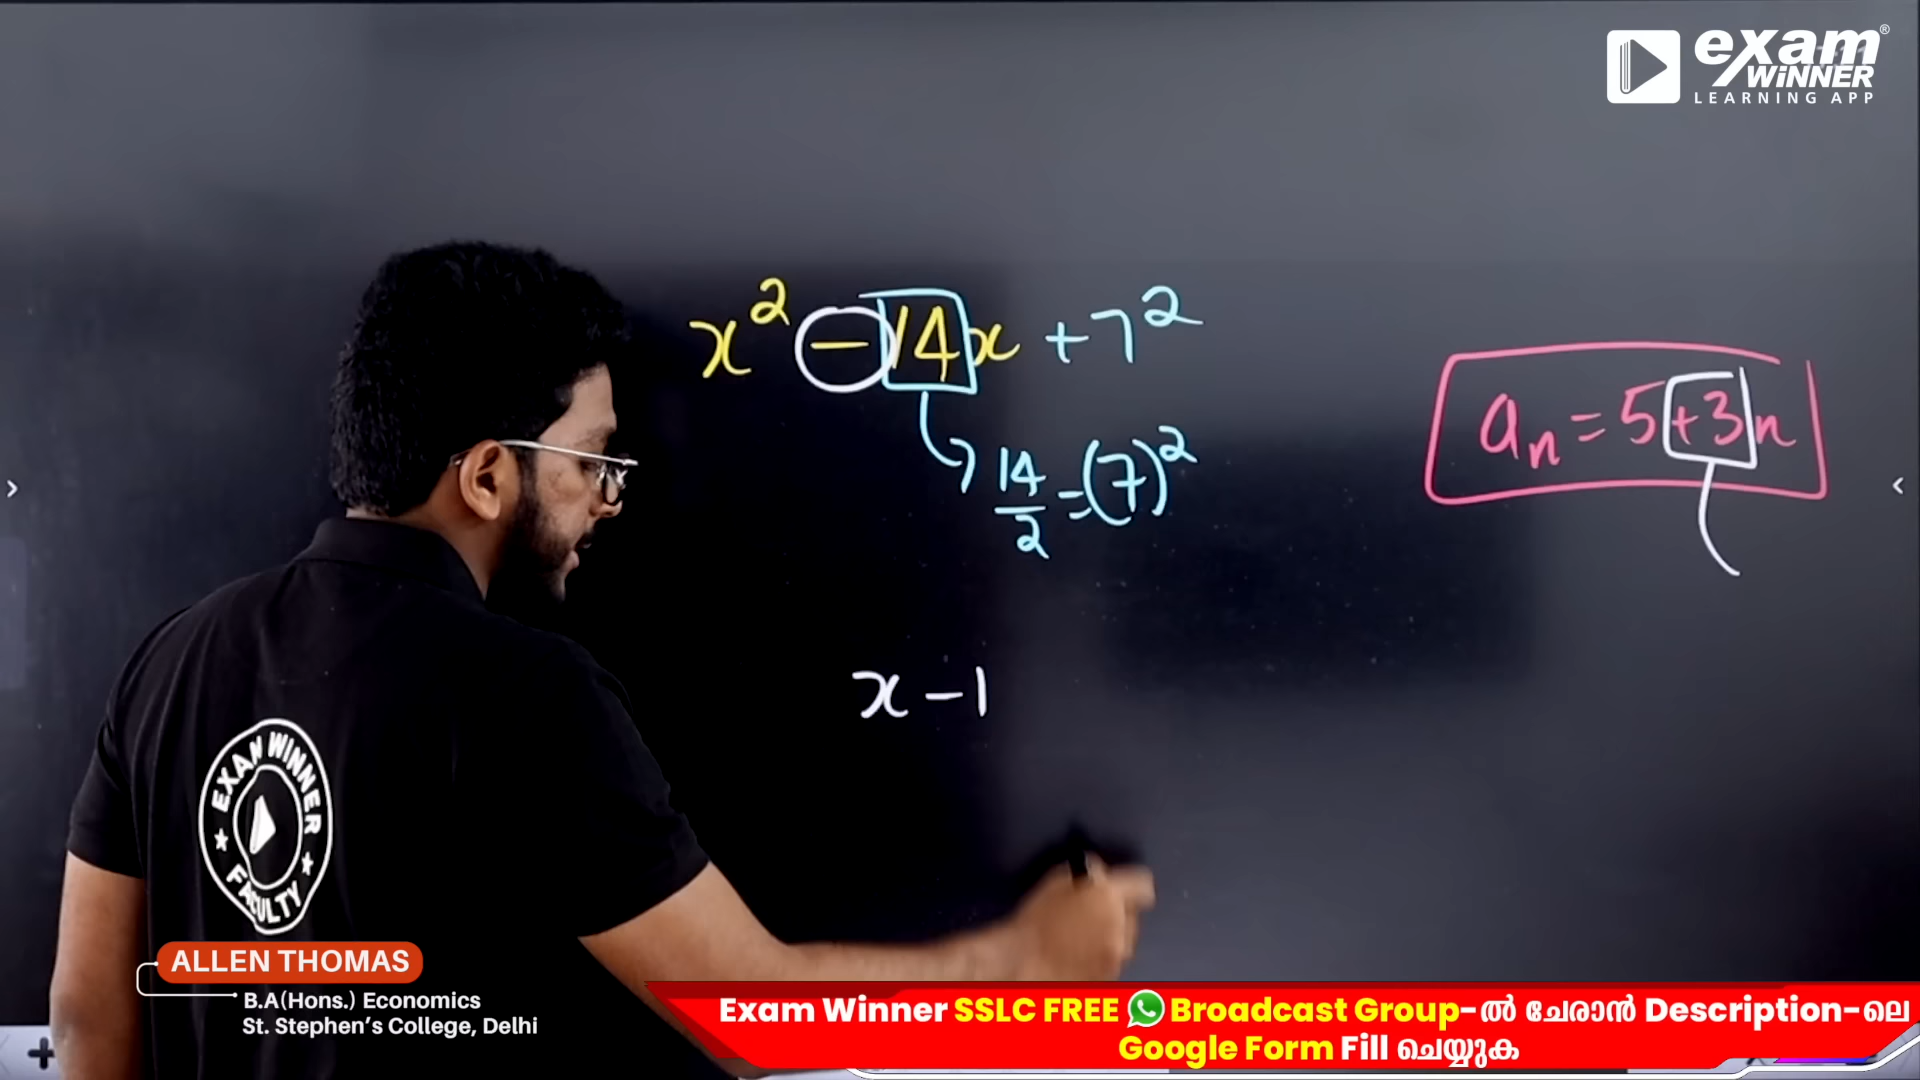 exam
WiNNER
LEARNING APP
x² - 14x + 7²
14/2 = (7)²
aₙ = 5 + 3n
x - 1
EXAM WINNER
FACULTY
ALLEN THOMAS
B.A(Hons.) Economics
St. Stephen's College, Delhi
Exam Winner SSLC FREE Broadcast Group-ൽ ചേരാൻ Description-ലെ
Google Form Fill ചെയ്യുക